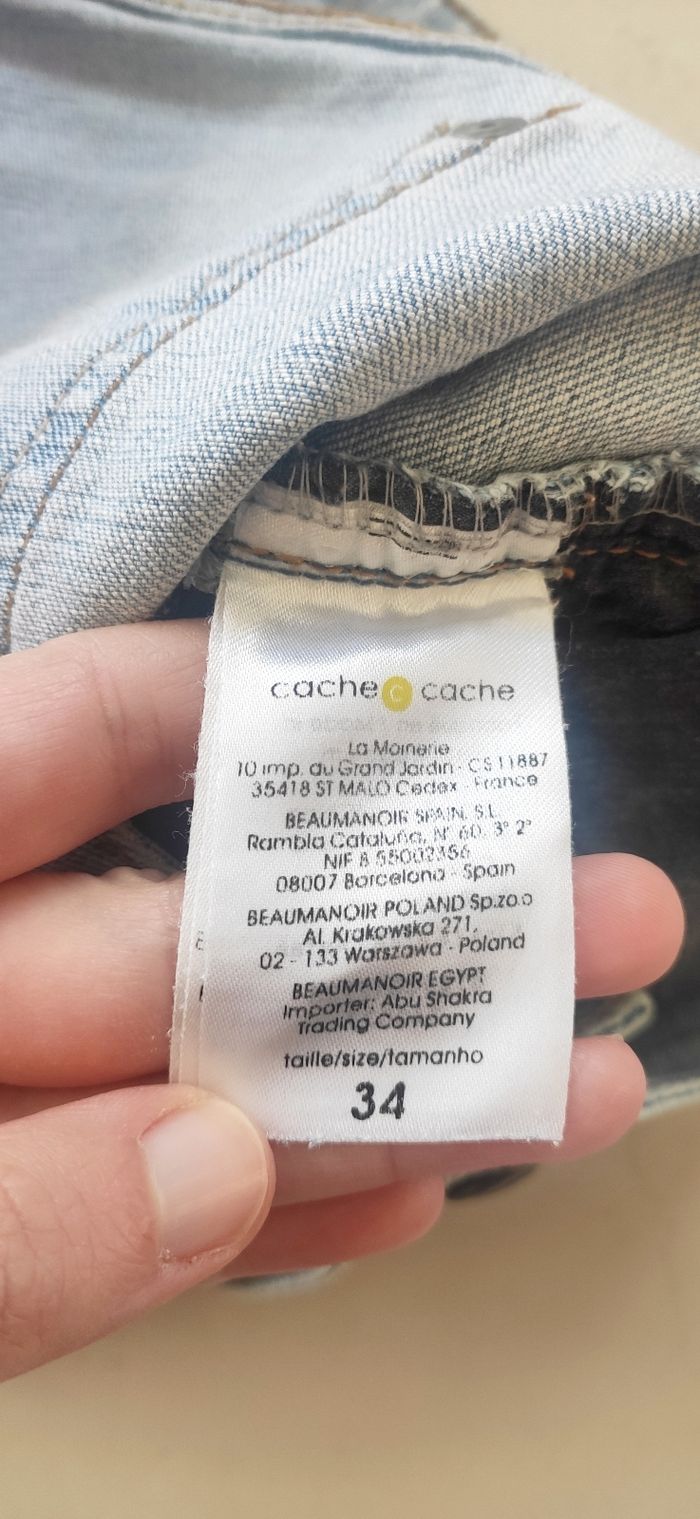 cache c cache
La Moinerie
10 imp. du Grand Jardin - CS 11887
35418 ST MALO Cedex - France
BEAUMANOIR SPAIN, S.L.
Rambla Cataluña, Nº 60, 3º 2ª
NIF B 55002356
08007 Barcelona - Spain
BEAUMANOIR POLAND Sp.zo.o
Al. Krakowska 271,
02 - 133 Warszawa - Poland
BEAUMANOIR EGYPT
Importer: Abu Shakra
Trading Company
taille/size/tamanho
34